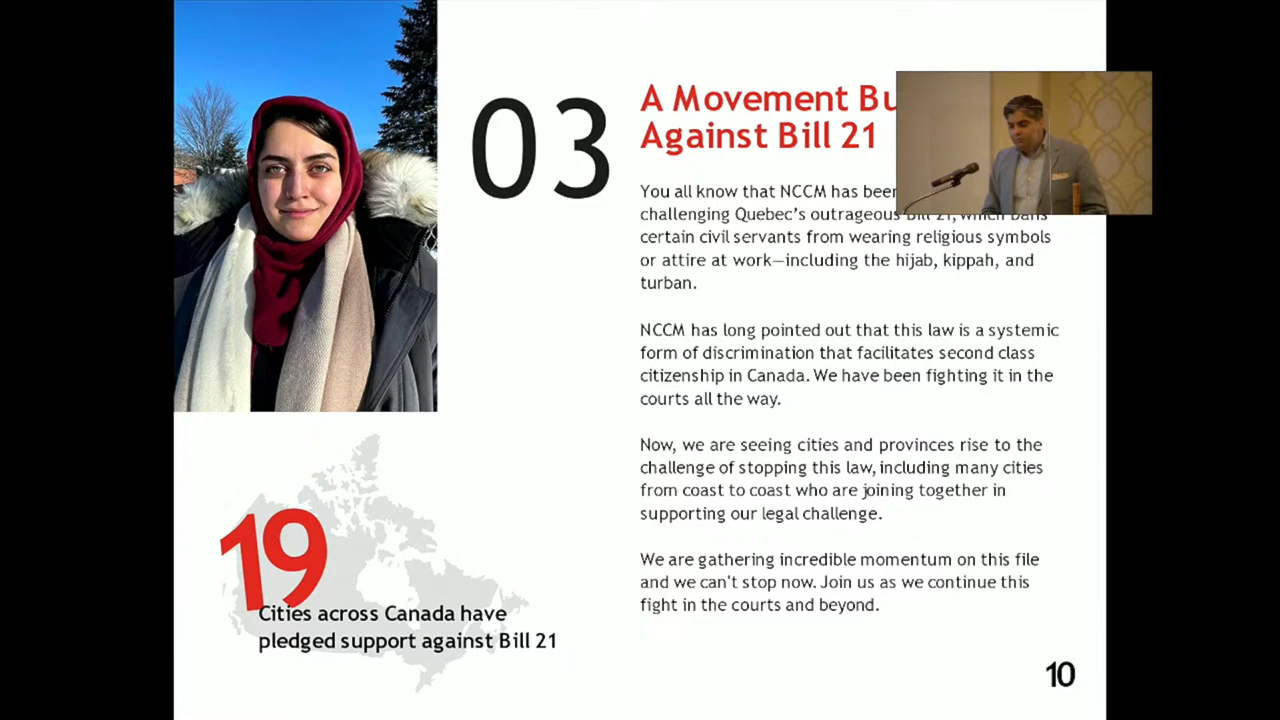 03
A Movement Bu
Against Bill 21
You all know that NCCM has been
challenging Quebec’s outrageous Bill 21, which bans
certain civil servants from wearing religious symbols
or attire at work—including the hijab, kippah, and
turban.
NCCM has long pointed out that this law is a systemic
form of discrimination that facilitates second class
citizenship in Canada. We have been fighting it in the
courts all the way.
Now, we are seeing cities and provinces rise to the
challenge of stopping this law, including many cities
from coast to coast who are joining together in
supporting our legal challenge.
We are gathering incredible momentum on this file
and we can't stop now. Join us as we continue this
fight in the courts and beyond.
19
Cities across Canada have
pledged support against Bill 21
10